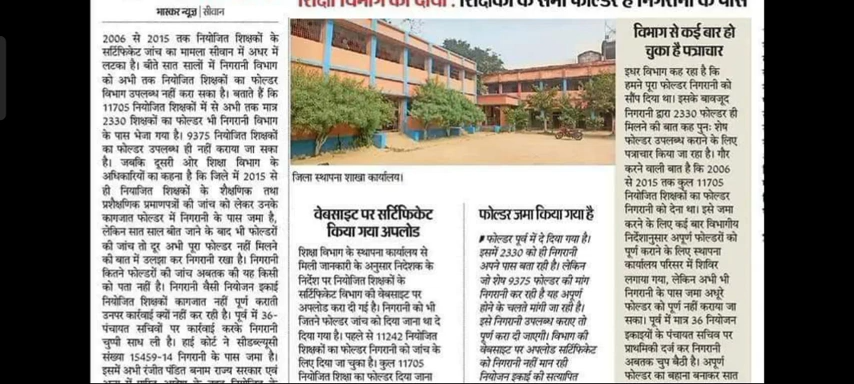 शिक्षा विभाग का दावा : शिक्षकों के सभी फोल्डर हैं निगरानी के पास
भास्कर न्यूज | सीवान
2006 से 2015 तक नियोजित शिक्षकों के
सर्टिफिकेट जांच का मामला सीवान में अधर में
लटका है। बीते सात सालों में निगरानी विभाग
को अभी तक नियोजित शिक्षकों का फोल्डर
विभाग उपलब्ध नहीं करा सका है। बताते हैं कि
11705 नियोजित शिक्षकों में से अभी तक मात्र
2330 शिक्षकों का फोल्डर भी निगरानी विभाग
के पास भेजा गया है। 9375 नियोजित शिक्षकों
का फोल्डर उपलब्ध ही नहीं कराया जा सका
है। जबकि दूसरी ओर शिक्षा विभाग के
अधिकारियों का कहना है कि जिले में 2015 से
ही नियाजित शिक्षकों के शैक्षणिक तथा
प्रशैक्षणिक प्रमाणपत्रों की जांच को लेकर उनके
कागजात फोल्डर में निगरानी के पास जमा है,
लेकिन सात साल बीत जाने के बाद भी फोल्डरों
की जांच तो दूर अभी पूरा फोल्डर नहीं मिलने
की बात में उलझा कर निगरानी रखा है। निगरानी
कितने फोल्डरों की जांच अबतक की यह किसी
को पता नहीं है। निगरानी वैसी नियोजन इकाई
नियोजित शिक्षकों कागजात नहीं पूर्ण कराती
उनपर कार्रवाई क्यों नहीं कर रही है। पूर्व में 36-
पंचायत सचिवों पर कार्रवाई करके निगरानी
चुप्पी साध ली है। हाई कोर्ट ने सीडब्ल्यूसी
संख्या 15459-14 निगरानी के पास जमा है।
इसमें अभी रंजीत पंडित बनाम राज्य सरकार एवं
जिला स्थापना शाखा कार्यालय।
वेबसाइट पर सर्टिफिकेट
किया गया अपलोड
शिक्षा विभाग के स्थापना कार्यालय से
मिली जानकारी के अनुसार निदेशक के
निर्देश पर नियोजित शिक्षकों के
सर्टिफिकेट विभाग की वेबसाइट पर
अपलोड करा दी गई है। निगरानी को भी
जितने फोल्डर जांच को दिया जाना था दे
दिया गया है। पहले से 11242 नियोजित
शिक्षकों का फोल्डर निगरानी को जांच के
लिए दिया जा चुका है। कुल 11705
नियोजित शिक्षा का फोल्डर दिया जाना
फोल्डर जमा किया गया है
फोल्डर पूर्व में दे दिया गया है।
इसमें 2330 को ही निगरानी
अपने पास बता रही है। लेकिन
जो शेष 9375 फोल्डर की मांग
निगरानी कर रही है यह अपूर्ण
होने के चलते मांगी जा रही है।
इसे निगरानी उपलब्ध कराए तो
पूर्ण करा दी जाएगी। विभाग की
वेबसाइट पर अपलोड सर्टिफिकेट
को निगरानी नहीं मान रही
नियोजन इकाई की सत्यापित
विभाग से कई बार हो
चुका है पत्राचार
इधर विभाग कह रहा है कि
हमने पूरा फोल्डर निगरानी को
सौंप दिया था। इसके बावजूद
निगरानी द्वारा 2330 फोल्डर ही
मिलने की बात कह पुनः शेष
फोल्डर उपलब्ध कराने के लिए
पत्राचार किया जा रहा है। गौर
करने वाली बात है कि 2006
से 2015 तक कुल 11705
नियोजित शिक्षकों का फोल्डर
निगरानी को देना था। इसे जमा
करने के लिए कई बार विभागीय
निर्देशानुसार अपूर्ण फोल्डरों को
पूर्ण कराने के लिए स्थापना
कार्यालय परिसर में शिविर
लगाया गया, लेकिन अभी भी
निगरानी के पास जमा अधूरे
फोल्डर को पूर्ण नहीं कराया जा
सका। पूर्व में मात्र 36 नियोजन
इकाइयों के पंचायत सचिव पर
प्राथमिकी दर्ज कर निगरानी
अबतक चुप बैठी है। अपूर्ण
फोल्डर का बहाना बनाकर सात